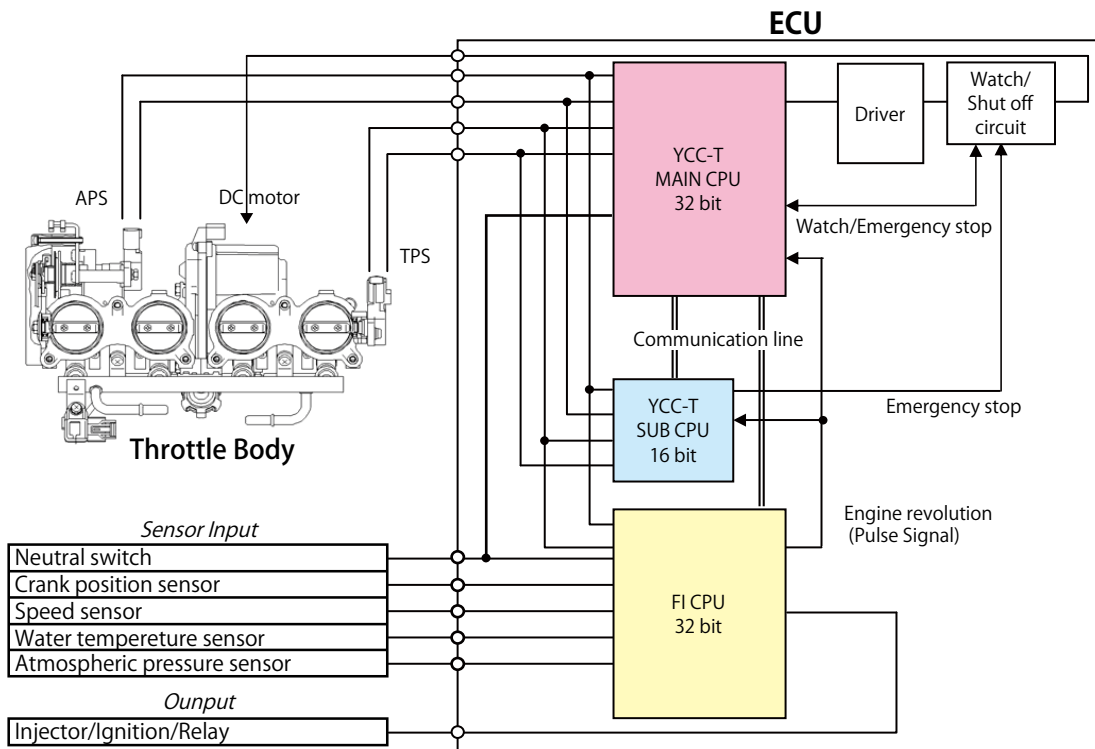 ECU
Watch/
Shut off
circuit
Driver
YCC-T
MAIN CPU
32 bit
APS
DC motor
TPS
Watch/Emergency stop
Communication line
YCC-T
SUB CPU
16 bit
Emergency stop
Throttle Body
Engine revolution
(Pulse Signal)
Sensor Input
Neutral switch
Crank position sensor
Speed sensor
Water tempereture sensor
Atmospheric pressure sensor
FI CPU
32 bit
Ounput
Injector/Ignition/Relay